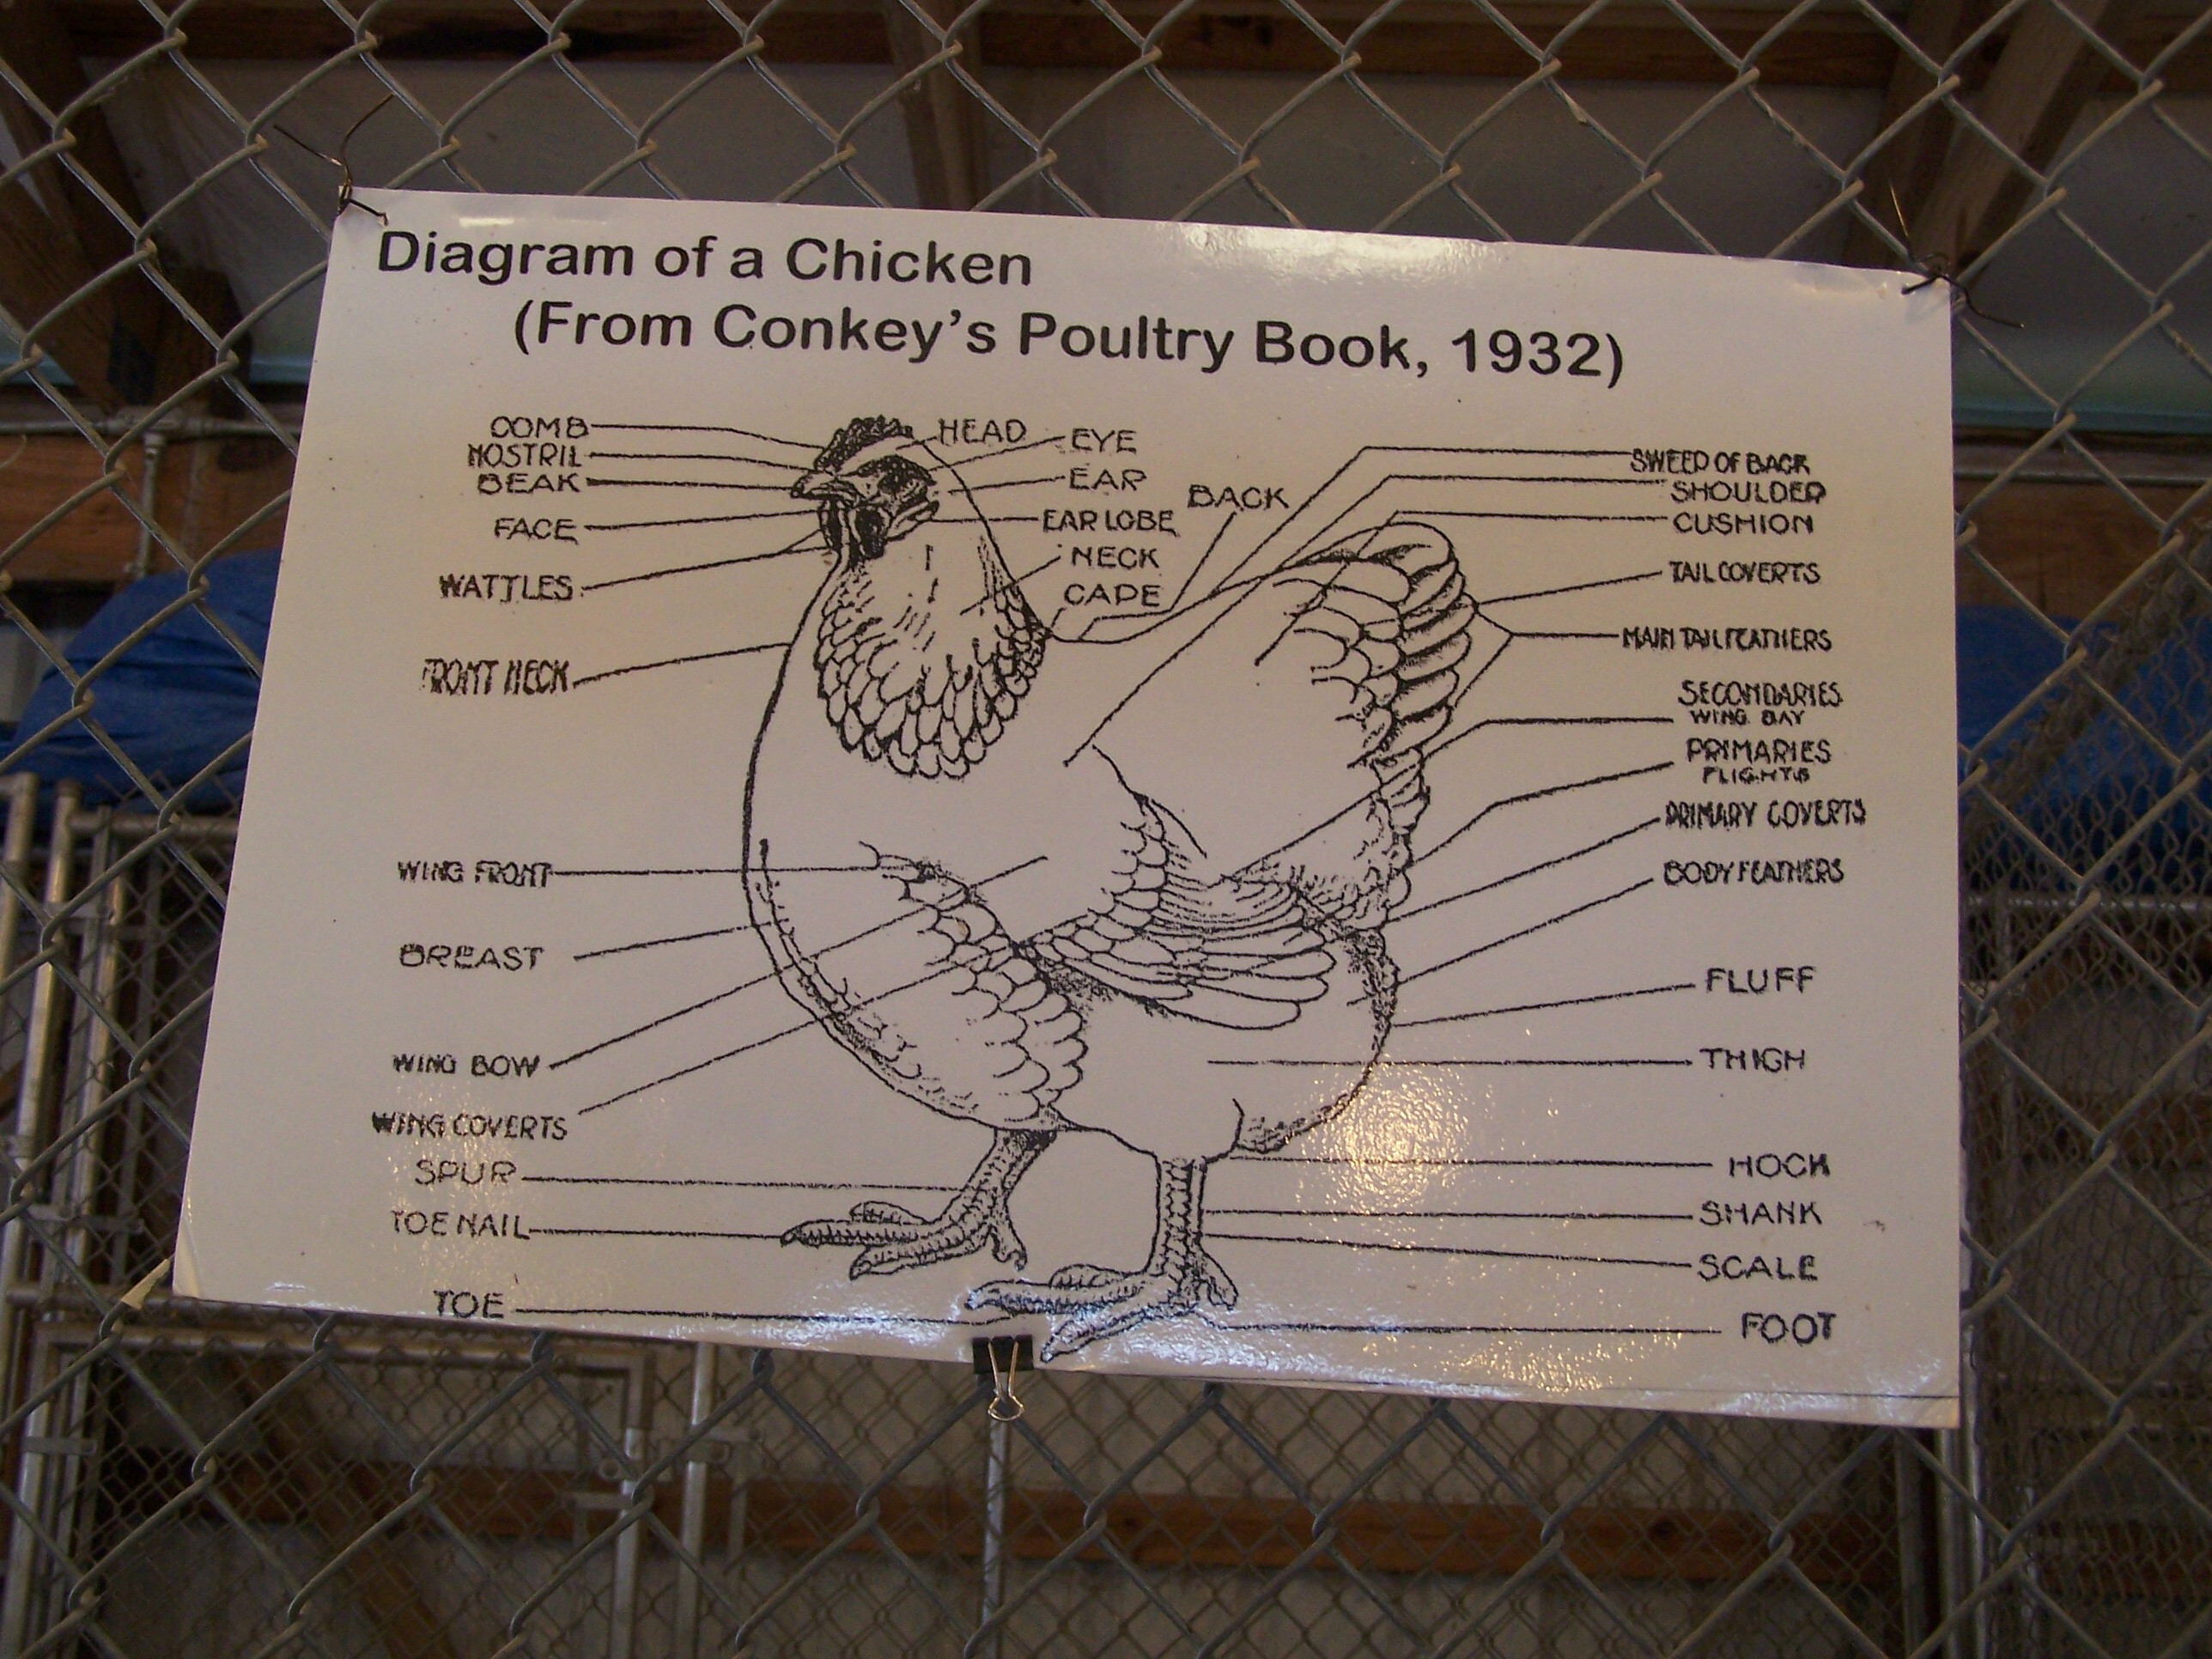 Diagram of a Chicken
(From Conkey's Poultry Book, 1932)
COMB
NOSTRIL
BEAK
FACE
WATTLES
FRONT NECK
WING FRONT
BREAST
WING BOW
WING COVERTS
SPUR
TOE NAIL
TOE
HEAD
EYE
EAR
EAR LOBE
NECK
CAPE
BACK
SWEEP OF BACK
SHOULDER
CUSHION
TAIL COVERTS
MAIN TAIL FEATHERS
SECONDARIES
WING BAY
PRIMARIES
FLIGHTS
PRIMARY COVERTS
BODY FEATHERS
FLUFF
THIGH
HOCK
SHANK
SCALE
FOOT